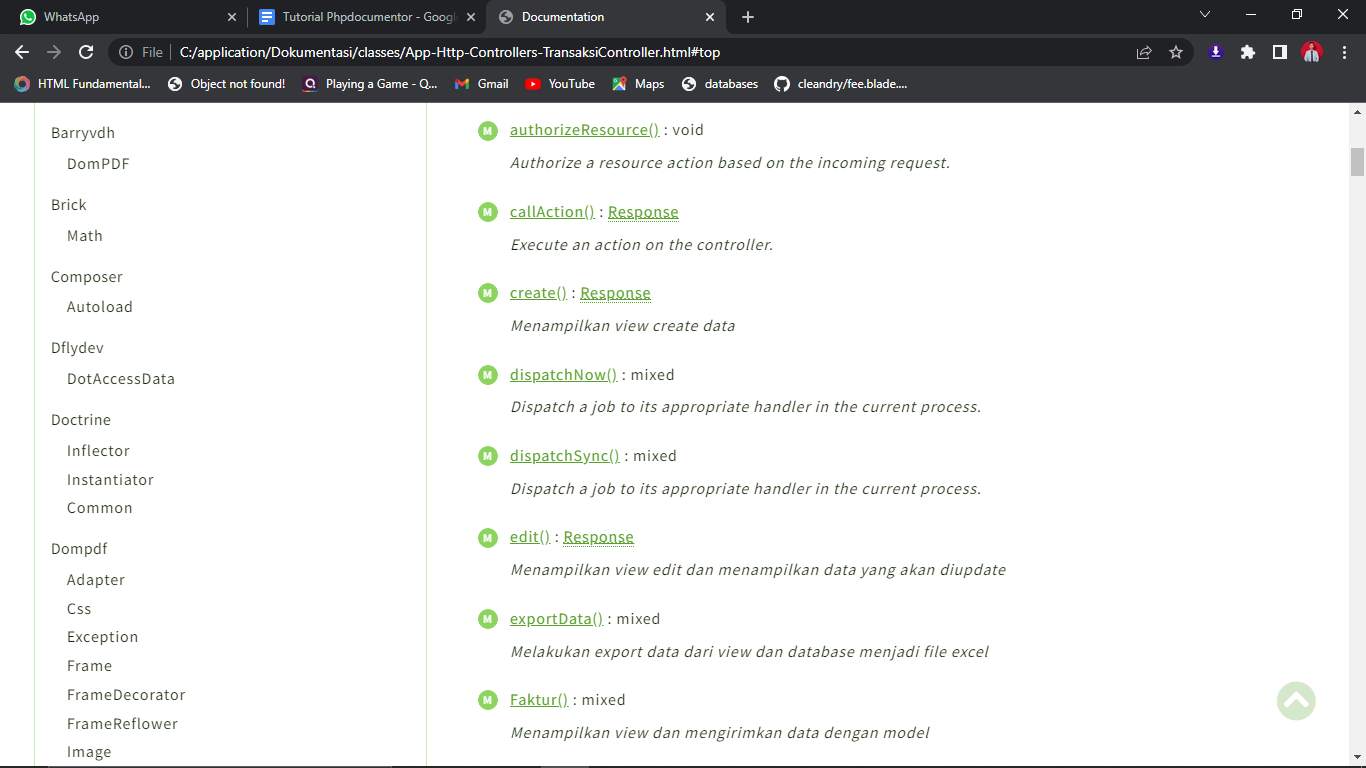 WhatsApp
Tutorial Phpdocumentor - Google
Documentation
File
C:/application/Dokumentasi/classes/App-Http-Controllers-TransaksiController.html#top
HTML Fundamental...
Object not found!
Playing a Game - Q...
Gmail
YouTube
Maps
databases
cleandry/fee.blade....
Barryvdh
DomPDF
Brick
Math
Composer
Autoload
Dflydev
DotAccessData
Doctrine
Inflector
Instantiator
Common
Dompdf
Adapter
Css
Exception
Frame
FrameDecorator
FrameReflower
Image
M authorizeResource() : void
Authorize a resource action based on the incoming request.
M callAction() : Response
Execute an action on the controller.
M create() : Response
Menampilkan view create data
M dispatchNow() : mixed
Dispatch a job to its appropriate handler in the current process.
M dispatchSync() : mixed
Dispatch a job to its appropriate handler in the current process.
M edit() : Response
Menampilkan view edit dan menampilkan data yang akan diupdate
M exportData() : mixed
Melakukan export data dari view dan database menjadi file excel
M Faktur() : mixed
Menampilkan view dan mengirimkan data dengan model